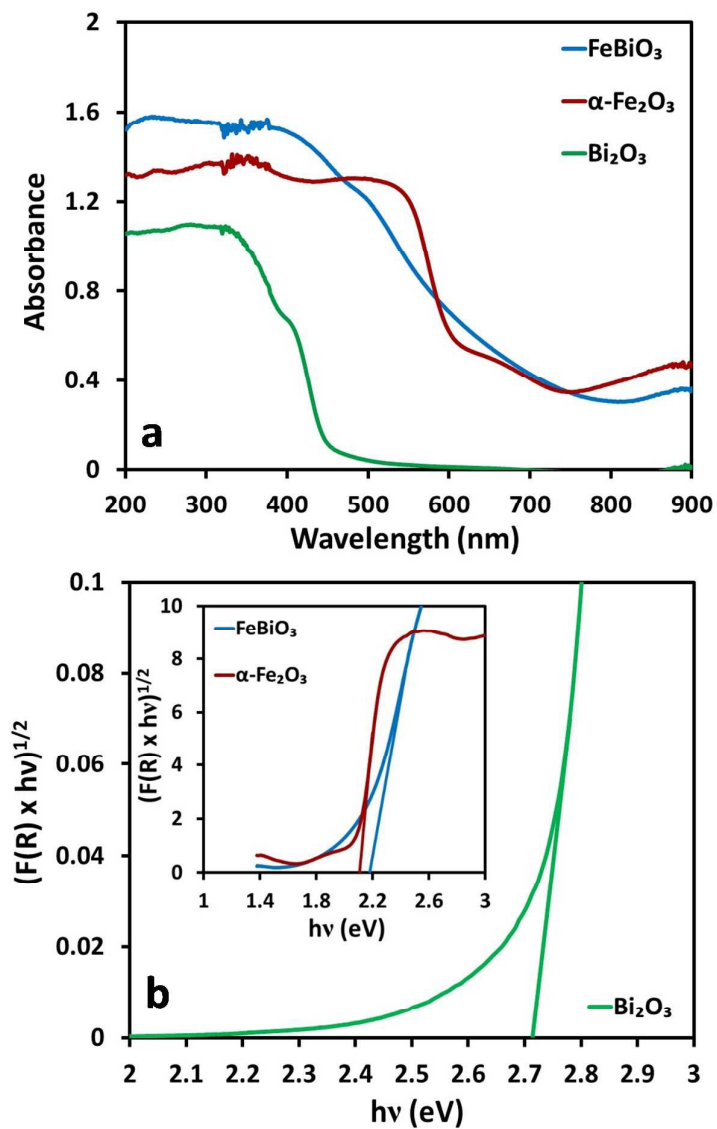 2
1.6
1.2
0.8
0.4
0
Absorbance
FeBiO₃
α-Fe₂O₃
Bi₂O₃
a
200 300 400 500 600 700 800 900
Wavelength (nm)
0.1
0.08
0.06
0.04
0.02
0
(F(R) x hν)^1/2
10
8
6
4
2
0
(F(R) x hν)^1/2
FeBiO₃
α-Fe₂O₃
1 1.4 1.8 2.2 2.6 3
hν (eV)
b
Bi₂O₃
2 2.1 2.2 2.3 2.4 2.5 2.6 2.7 2.8 2.9 3
hν (eV)